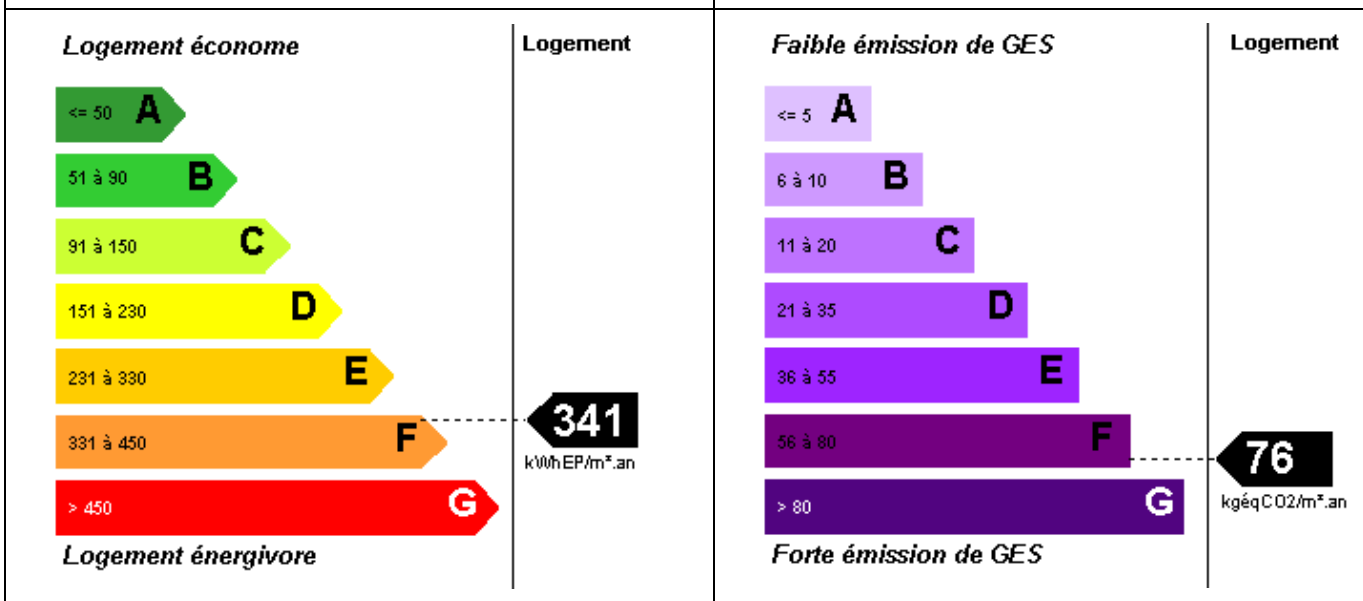 Logement économe
Logement
<= 50 A
51 à 90 B
91 à 150 C
151 à 230 D
231 à 330 E
331 à 450 F
> 450 G
341
kWhEP/m².an
Logement énergivore
Faible émission de GES
Logement
<= 5 A
6 à 10 B
11 à 20 C
21 à 35 D
36 à 55 E
56 à 80 F
> 80 G
76
kgéqCO2/m².an
Forte émission de GES